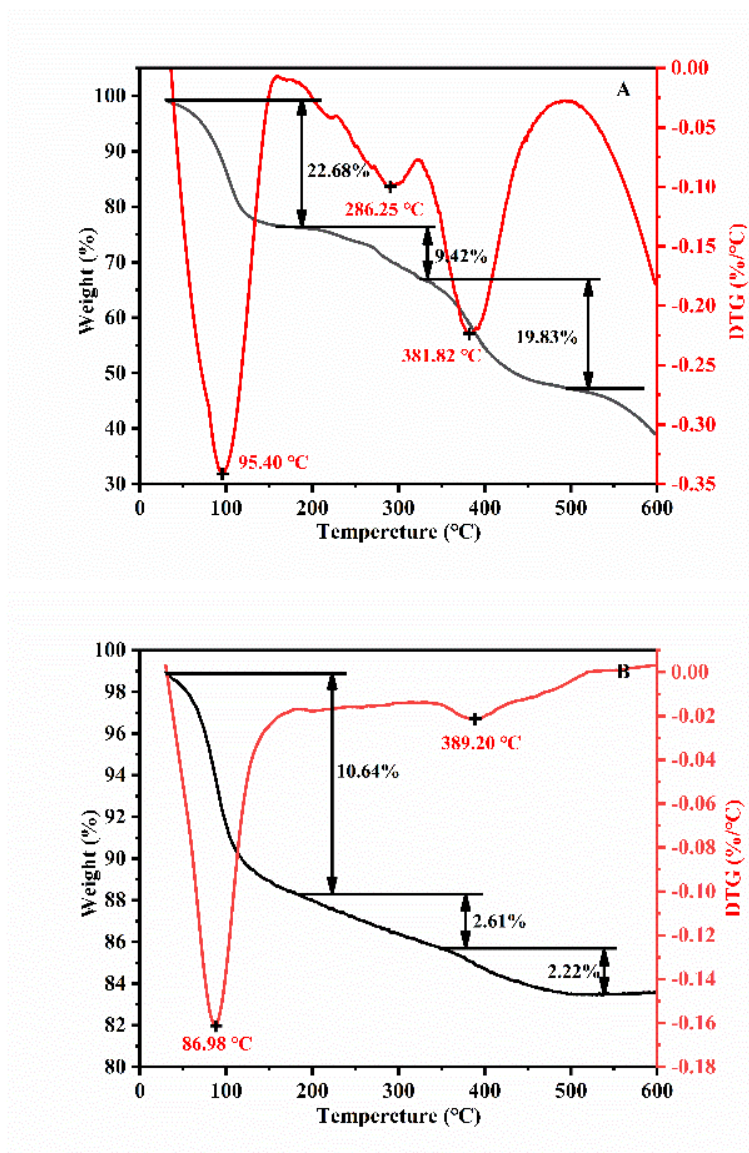 A
100
90
80
70
60
50
40
30
Weight (%)
0.00
-0.05
-0.10
-0.15
-0.20
-0.25
-0.30
-0.35
DTG (%/°C)
22.68%
286.25 °C
9.42%
381.82 °C
19.83%
95.40 °C
0 100 200 300 400 500 600
Tempercture (°C)
B
100
98
96
94
92
90
88
86
84
82
80
Weight (%)
0.00
-0.02
-0.04
-0.06
-0.08
-0.10
-0.12
-0.14
-0.16
-0.18
DTG (%/°C)
389.20 °C
10.64%
2.61%
2.22%
86.98 °C
0 100 200 300 400 500 600
Tempercture (°C)